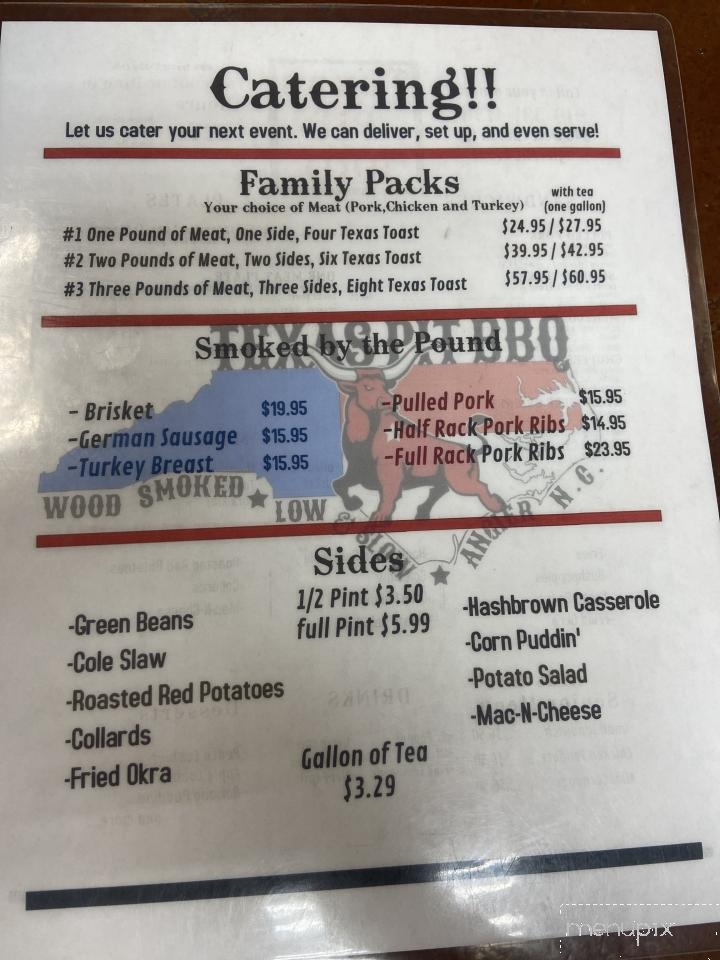 Catering!!
Let us cater your next event. We can deliver, set up, and even serve!
Family Packs
Your choice of Meat (Pork,Chicken and Turkey)
with tea
(one gallon)
#1 One Pound of Meat, One Side, Four Texas Toast $24.95 / $27.95
#2 Two Pounds of Meat, Two Sides, Six Texas Toast $39.95 / $42.95
#3 Three Pounds of Meat, Three Sides, Eight Texas Toast $57.95 / $60.95
TEXAS PIT BBQ
Smoked by the Pound
- Brisket $19.95
-German Sausage $15.95
-Turkey Breast $15.95
-Pulled Pork $15.95
-Half Rack Pork Ribs $14.95
-Full Rack Pork Ribs $23.95
WOOD SMOKED ★ LOW & SLOW ★ ANGIER N.C.
Sides
1/2 Pint $3.50
full Pint $5.99
-Green Beans
-Cole Slaw
-Roasted Red Potatoes
-Collards
-Fried Okra
-Hashbrown Casserole
-Corn Puddin'
-Potato Salad
-Mac-N-Cheese
Gallon of Tea
$3.29
menupix